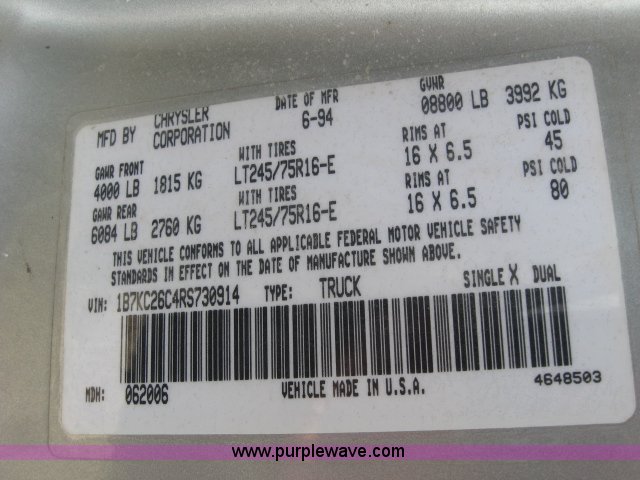 MFD BY CHRYSLER CORPORATION DATE OF MFR 6-94 GVWR 08800 LB 3992 KG
GAWR FRONT WITH TIRES RIMS AT PSI COLD
4000 LB 1815 KG LT245/75R16-E 16 X 6.5 45
GAWR REAR WITH TIRES RIMS AT PSI COLD
6084 LB 2760 KG LT245/75R16-E 16 X 6.5 80
THIS VEHICLE CONFORMS TO ALL APPLICABLE FEDERAL MOTOR VEHICLE SAFETY
STANDARDS IN EFFECT ON THE DATE OF MANUFACTURE SHOWN ABOVE.
VIN: 1B7KC26C4RS730914 TYPE: TRUCK SINGLE X DUAL
MDH: 062006 VEHICLE MADE IN U.S.A. 4648503
www.purplewave.com